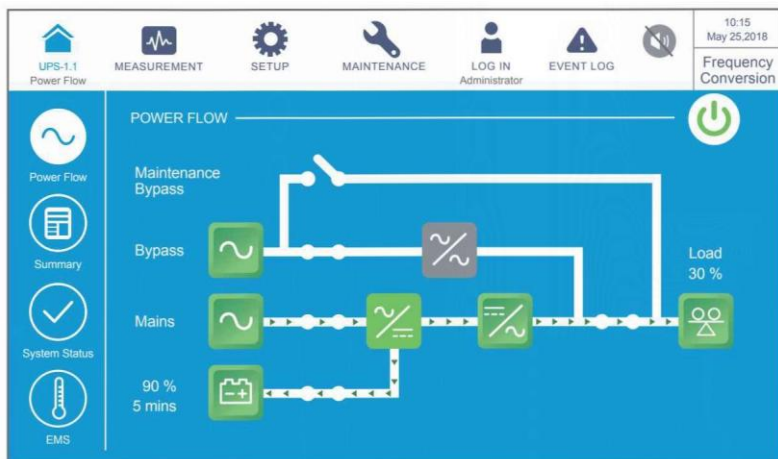 UPS-1.1
Power Flow
MEASUREMENT
SETUP
MAINTENANCE
LOG IN
Administrator
EVENT LOG
10:15
May 25,2018
Frequency
Conversion
Power Flow
Summary
System Status
EMS
POWER FLOW
Maintenance
Bypass
Bypass
Load
30 %
Mains
90 %
5 mins